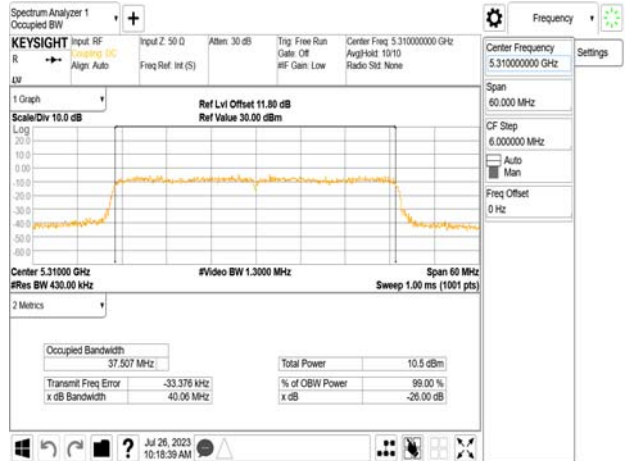 Spectrum Analyzer 1
Occupied BW
Frequency
KEYSIGHT
R
Input: RF
Coupling: DC
Align: Auto
Input Z: 50 Ω
Freq Ref: Int (S)
Atten: 30 dB
Trig: Free Run
Gate: Off
#IF Gain: Low
Center Freq: 5.310000000 GHz
Avg|Hold: 10/10
Radio Std: None
Center Frequency
5.310000000 GHz
Settings
Span
60.000 MHz
CF Step
6.000000 MHz
Auto
Man
Freq Offset
0 Hz
1 Graph
Scale/Div 10.0 dB
Ref Lvl Offset 11.80 dB
Ref Value 30.00 dBm
Log
20.0
10.0
0.00
-10.0
-20.0
-30.0
-40.0
-50.0
-60.0
Center 5.31000 GHz
#Video BW 1.3000 MHz
Span 60 MHz
#Res BW 430.00 kHz
Sweep 1.00 ms (1001 pts)
2 Metrics
Occupied Bandwidth
37.507 MHz
Total Power 10.5 dBm
Transmit Freq Error -33.376 kHz
% of OBW Power 99.00 %
x dB Bandwidth 40.06 MHz
x dB -26.00 dB
Jul 26, 2023
10:18:39 AM